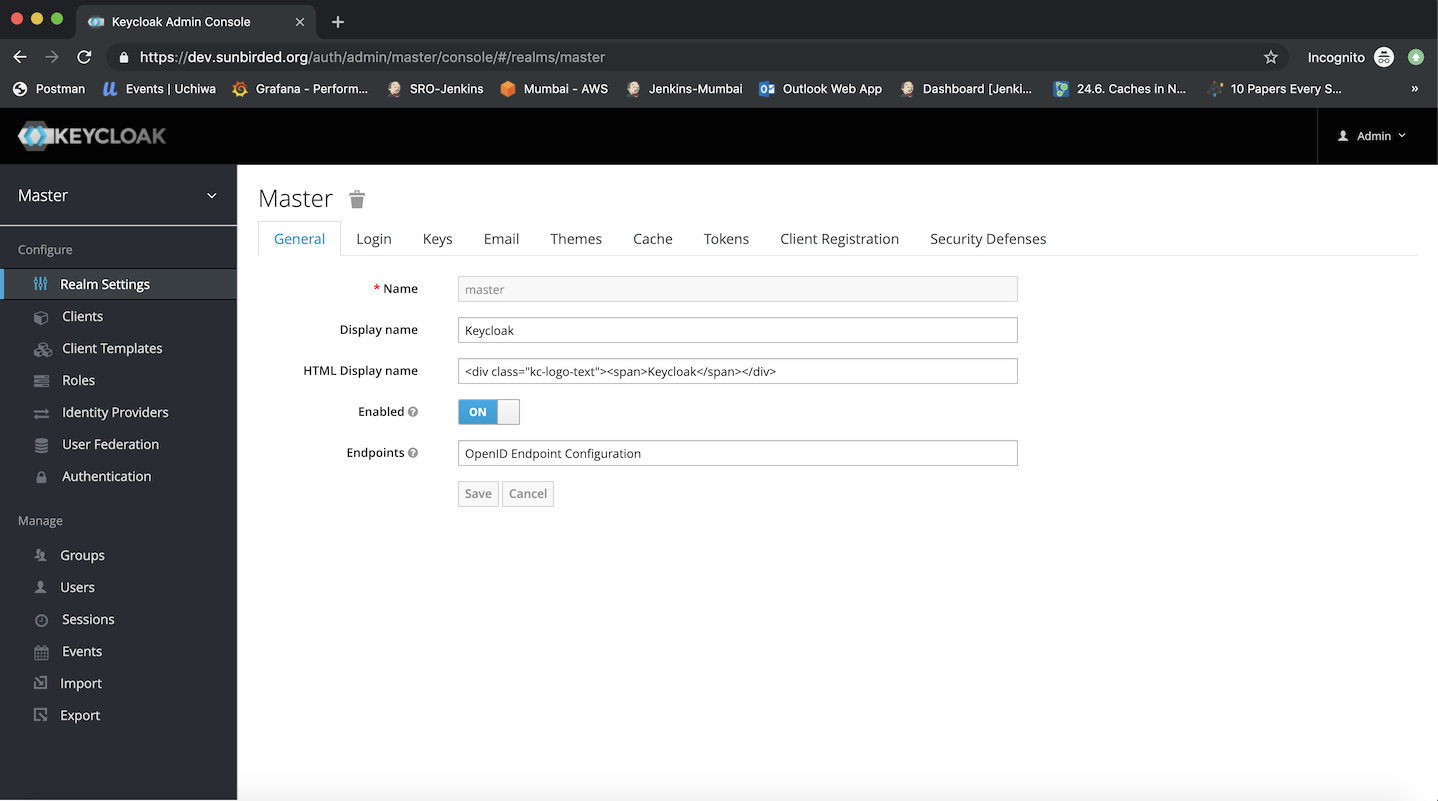 Keycloak Admin Console
https://dev.sunbirded.org/auth/admin/master/console/#/realms/master
Incognito
Postman Events | Uchiwa Grafana - Perform... SRO-Jenkins Mumbai - AWS Jenkins-Mumbai Outlook Web App Dashboard [Jenki... 24.6. Caches in N... 10 Papers Every S... »
KEYCLOAK
Admin
Master
Configure
Realm Settings
Clients
Client Templates
Roles
Identity Providers
User Federation
Authentication
Manage
Groups
Users
Sessions
Events
Import
Export
Master
General Login Keys Email Themes Cache Tokens Client Registration Security Defenses
* Name master
Display name Keycloak
HTML Display name <div class="kc-logo-text"><span>Keycloak</span></div>
Enabled ON
Endpoints OpenID Endpoint Configuration
Save Cancel